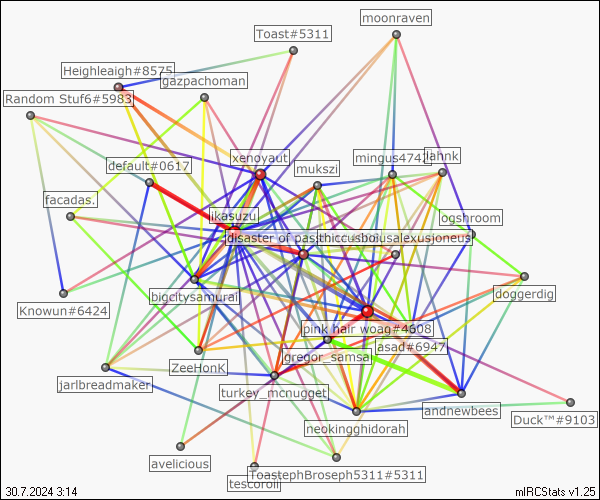 moonraven
Toast#5311
Heighleaigh#8575
gazpachoman
Random Stuf6#5983
xenoyaut
mingus4742
lahnk
default#0617
mukszi
facadas.
ikasuzu
ogshroom
disaster of pas
thiccusboiusalexusjoneus
bigcitysamurai
doggerdig
Knowun#6424
pink hair woag#4608
asad#6947
gregor_samsa
ZeeHonK
jarlbreadmaker
turkey_mcnugget
andnewbees
neokingghidorah
Duck™#9103
avelicious
ToastephBroseph5311#5311
testcoroll
30.7.2024 3:14
mIRCStats v1.25